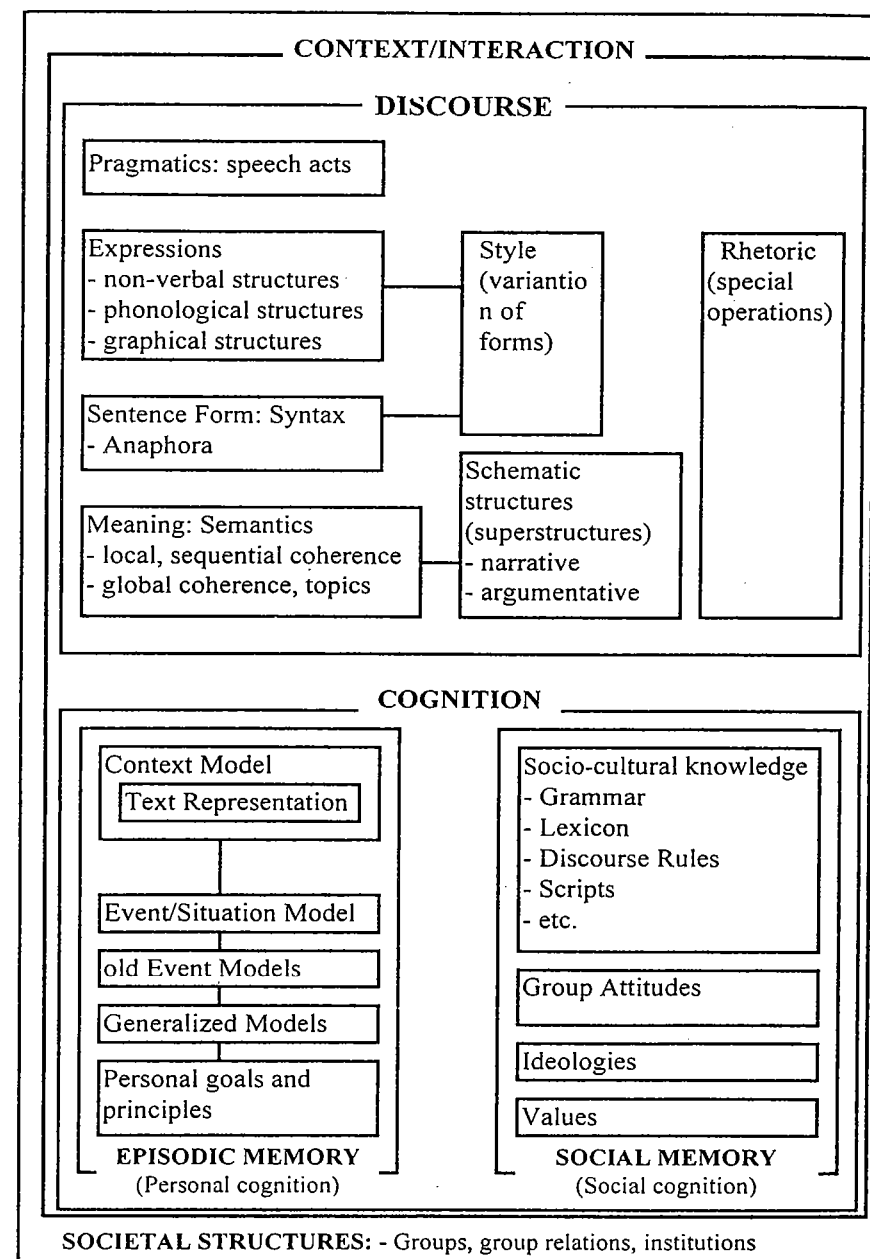 CONTEXT/INTERACTION
DISCOURSE
Pragmatics: speech acts
Expressions
- non-verbal structures
- phonological structures
- graphical structures
Style
(variantio
n of
forms)
Rhetoric
(special
operations)
Sentence Form: Syntax
- Anaphora
Schematic
structures
(superstructures)
- narrative
- argumentative
Meaning: Semantics
- local, sequential coherence
- global coherence, topics
COGNITION
Context Model
Text Representation
Event/Situation Model
old Event Models
Generalized Models
Personal goals and
principles
EPISODIC MEMORY
(Personal cognition)
Socio-cultural knowledge
- Grammar
- Lexicon
- Discourse Rules
- Scripts
- etc.
Group Attitudes
Ideologies
Values
SOCIAL MEMORY
(Social cognition)
SOCIETAL STRUCTURES: - Groups, group relations, institutions